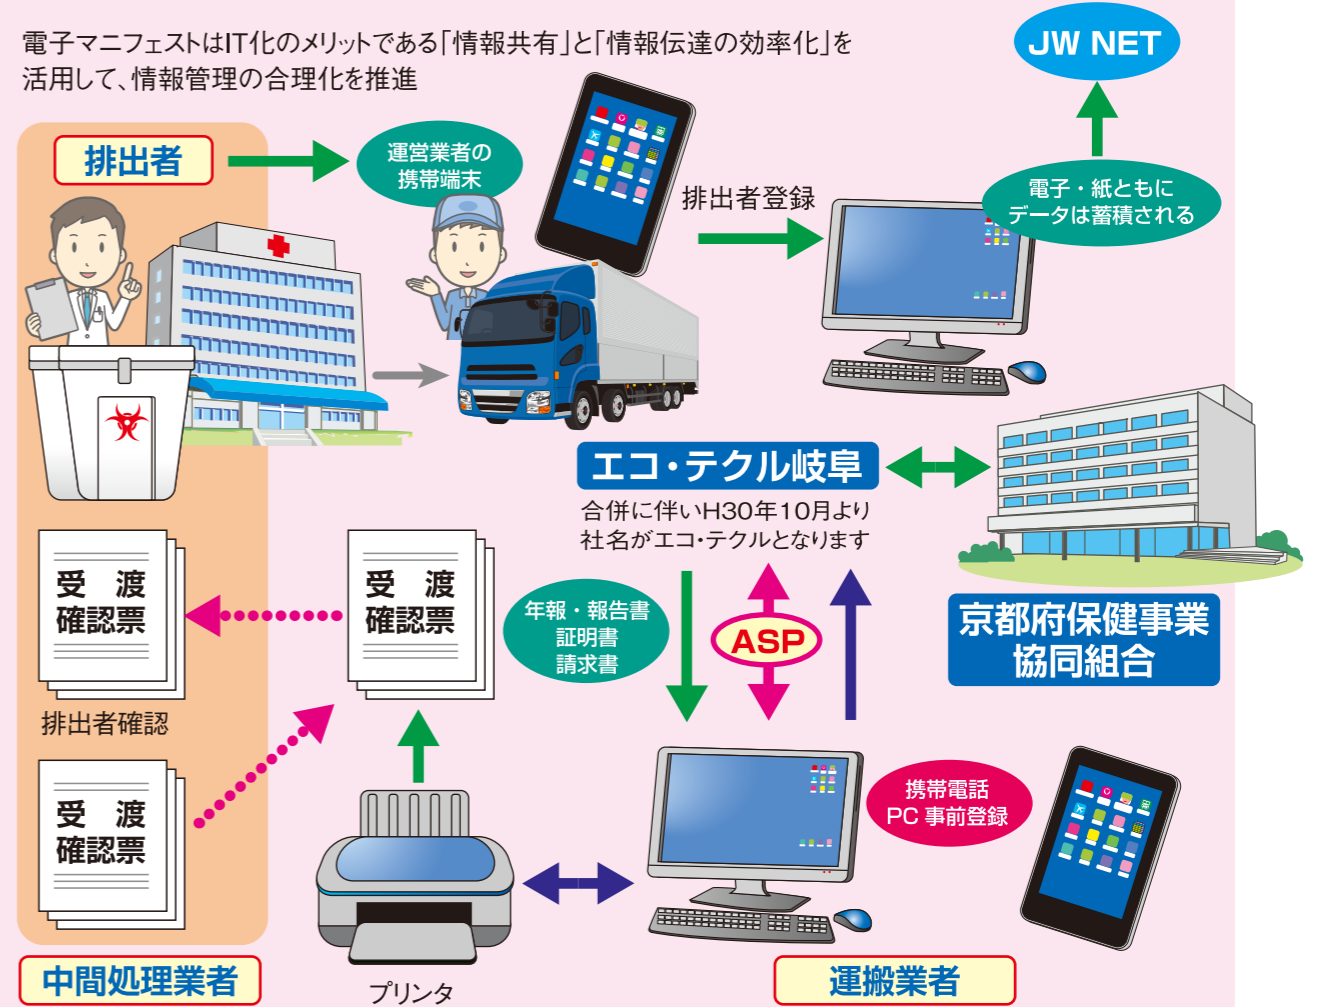 電子マニフェストはIT化のメリットである「情報共有」と「情報伝達の効率化」を
活用して、情報管理の合理化を推進
JW NET
排出者
運営業者の
携帯端末
排出者登録
電子・紙ともに
データは蓄積される
エコ・テクル岐阜
合併に伴いH30年10月より
社名がエコ・テクルとなります
京都府保健事業
協同組合
受 渡
確認票
排出者確認
受 渡
確認票
年報・報告書
証明書
請求書
ASP
受 渡
確認票
携帯電話
PC 事前登録
中間処理業者
プリンタ
運搬業者